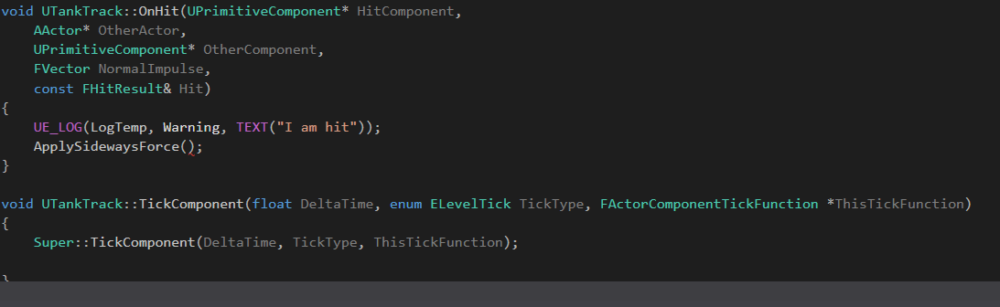 void UTankTrack::OnHit(UPrimitiveComponent* HitComponent,
AActor* OtherActor,
UPrimitiveComponent* OtherComponent,
FVector NormalImpulse,
const FHitResult& Hit)
{
UE_LOG(LogTemp, Warning, TEXT("I am hit"));
ApplySidewaysForce();
}
void UTankTrack::TickComponent(float DeltaTime, enum ELevelTick TickType, FActorComponentTickFunction *ThisTickFunction)
{
Super::TickComponent(DeltaTime, TickType, ThisTickFunction);
}